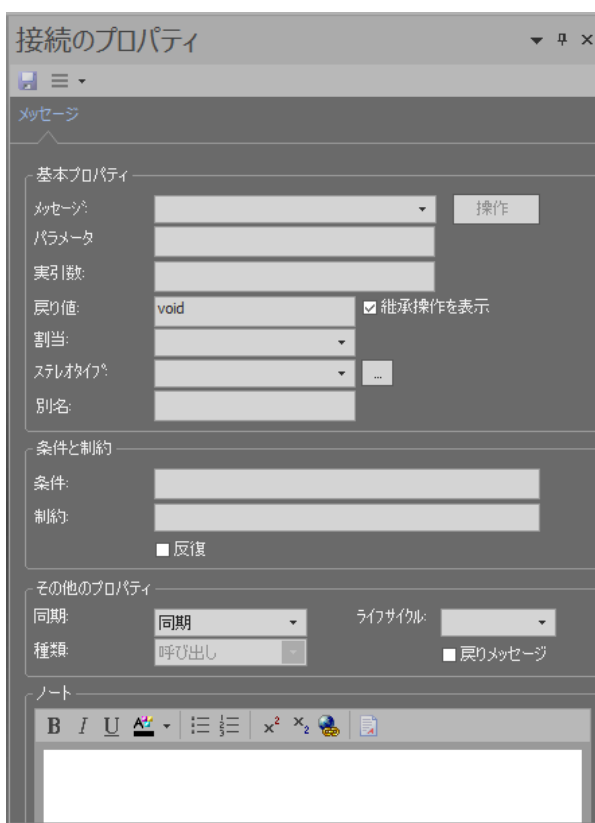 接続のプロパティ
メッセージ
基本プロパティ
メッセージ: 操作
パラメータ
実引数:
戻り値: void 継承操作を表示
割当:
ステレオタイプ: ...
別名:
条件と制約
条件:
制約:
反復
その他のプロパティ
同期: 同期 ライフサイクル:
種類: 呼び出し 戻りメッセージ
ノート
B I U A x² ×₂